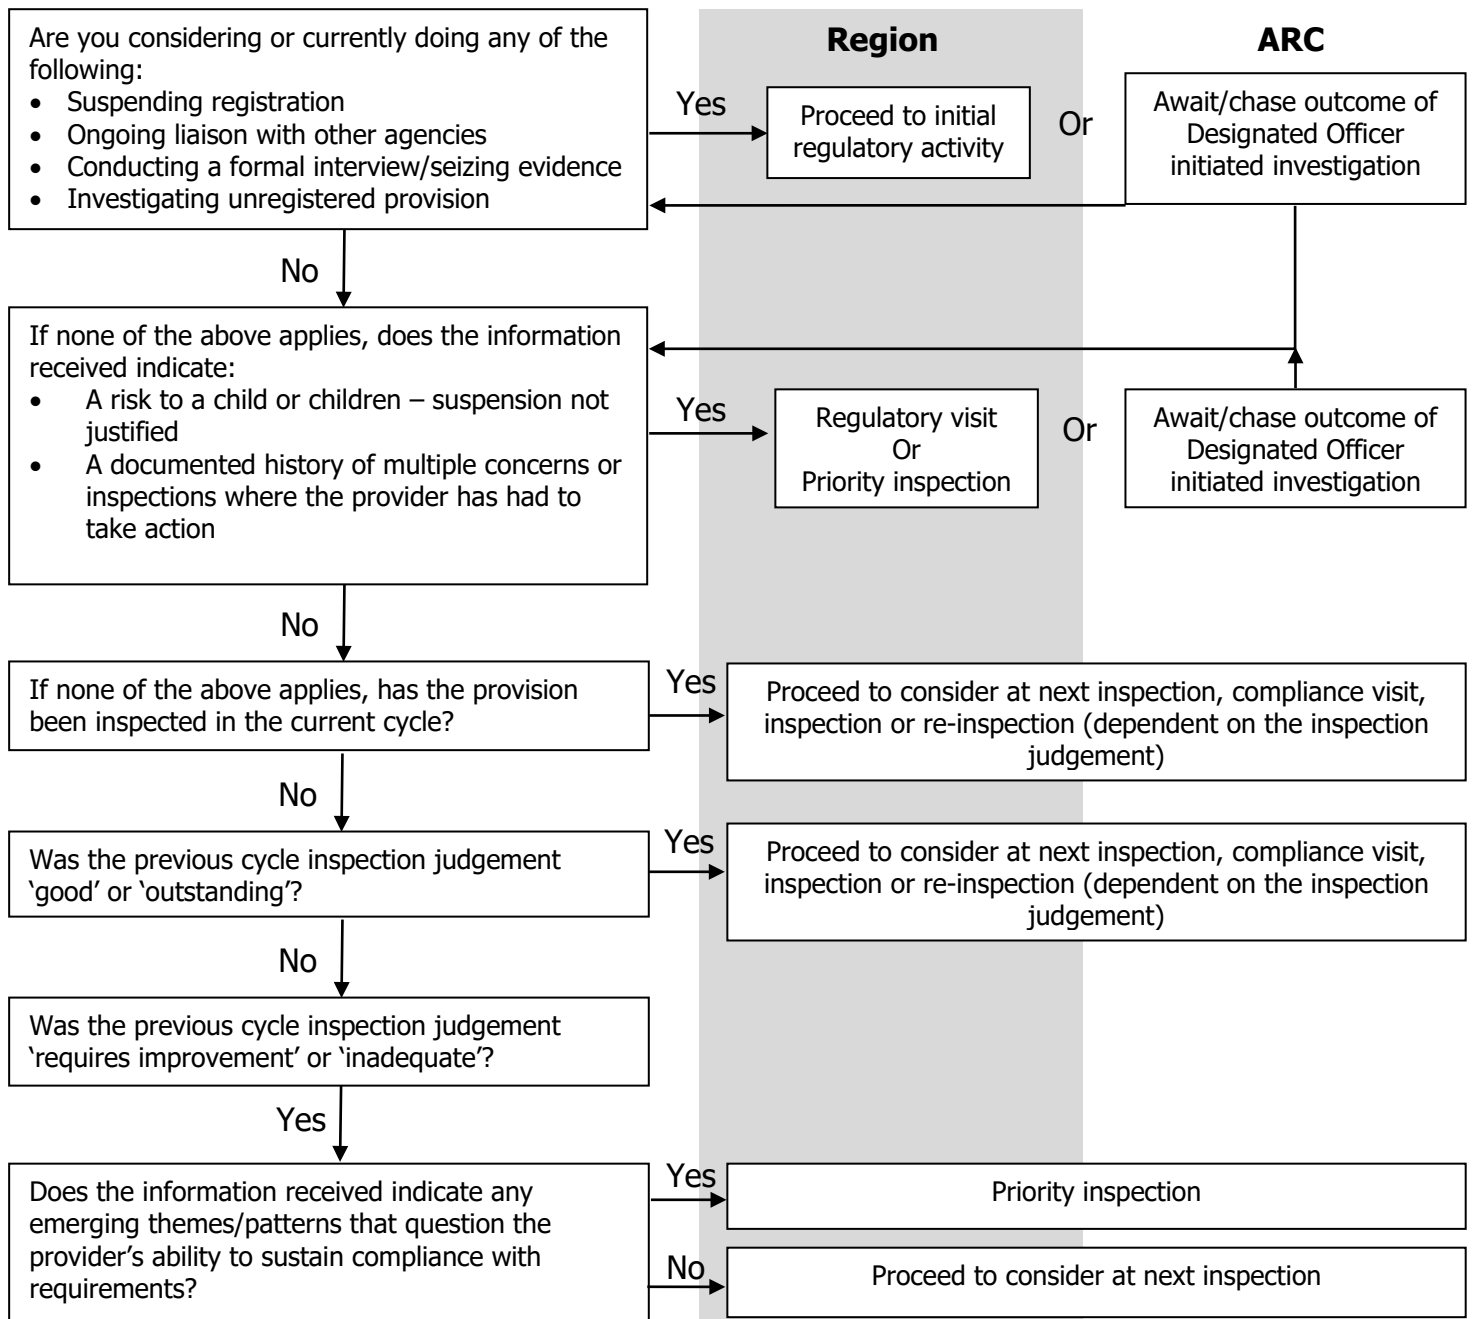 Region
ARC
Are you considering or currently doing any of the
following:
• Suspending registration
• Ongoing liaison with other agencies
• Conducting a formal interview/seizing evidence
• Investigating unregistered provision
Yes
Proceed to initial
regulatory activity
Or
Await/chase outcome of
Designated Officer
initiated investigation
No
If none of the above applies, does the information
received indicate:
• A risk to a child or children – suspension not
justified
• A documented history of multiple concerns or
inspections where the provider has had to
take action
Yes
Regulatory visit
Or
Priority inspection
Or
Await/chase outcome of
Designated Officer
initiated investigation
No
If none of the above applies, has the provision
been inspected in the current cycle?
Yes
Proceed to consider at next inspection, compliance visit,
inspection or re-inspection (dependent on the inspection
judgement)
No
Was the previous cycle inspection judgement
‘good’ or ‘outstanding’?
Yes
Proceed to consider at next inspection, compliance visit,
inspection or re-inspection (dependent on the inspection
judgement)
No
Was the previous cycle inspection judgement
‘requires improvement’ or ‘inadequate’?
Yes
Does the information received indicate any
emerging themes/patterns that question the
provider’s ability to sustain compliance with
requirements?
Yes
Priority inspection
No
Proceed to consider at next inspection